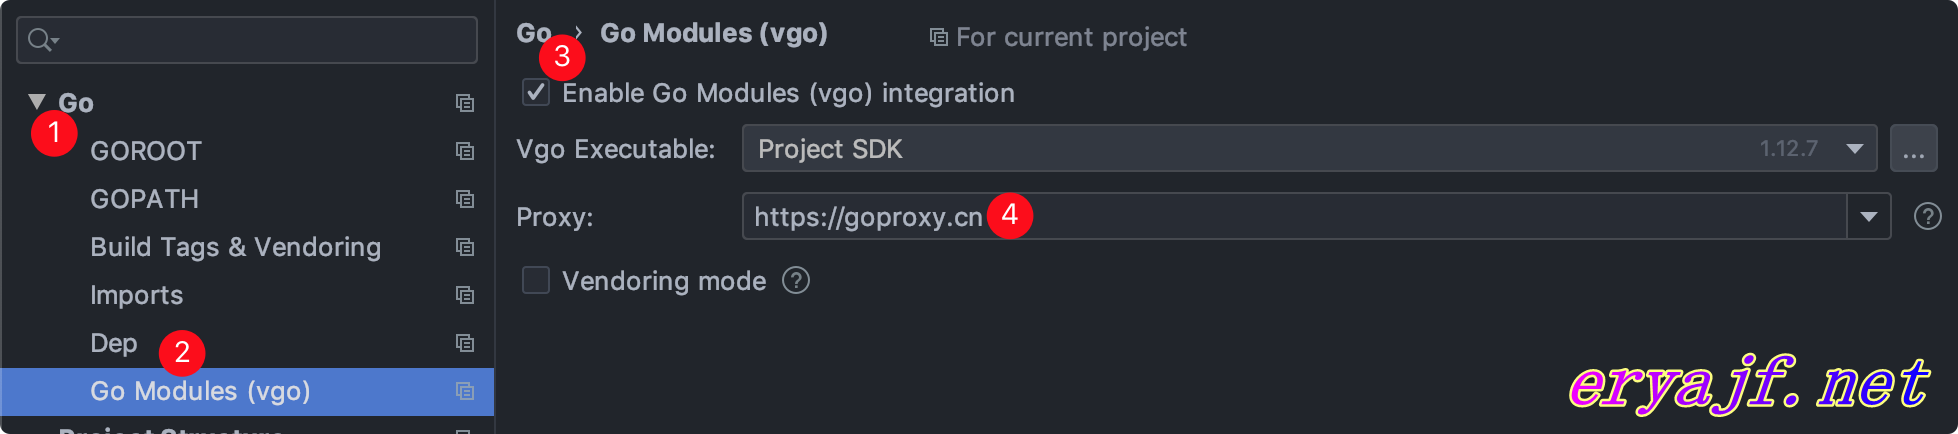 Go
1
GOROOT
GOPATH
Build Tags & Vendoring
Imports
Dep
2
Go Modules (vgo)
Project Structure
Go › Go Modules (vgo)
For current project
3
Enable Go Modules (vgo) integration
Vgo Executable: Project SDK 1.12.7 ...
Proxy: https://goproxy.cn 4 ?
Vendoring mode ?
eryajf.net